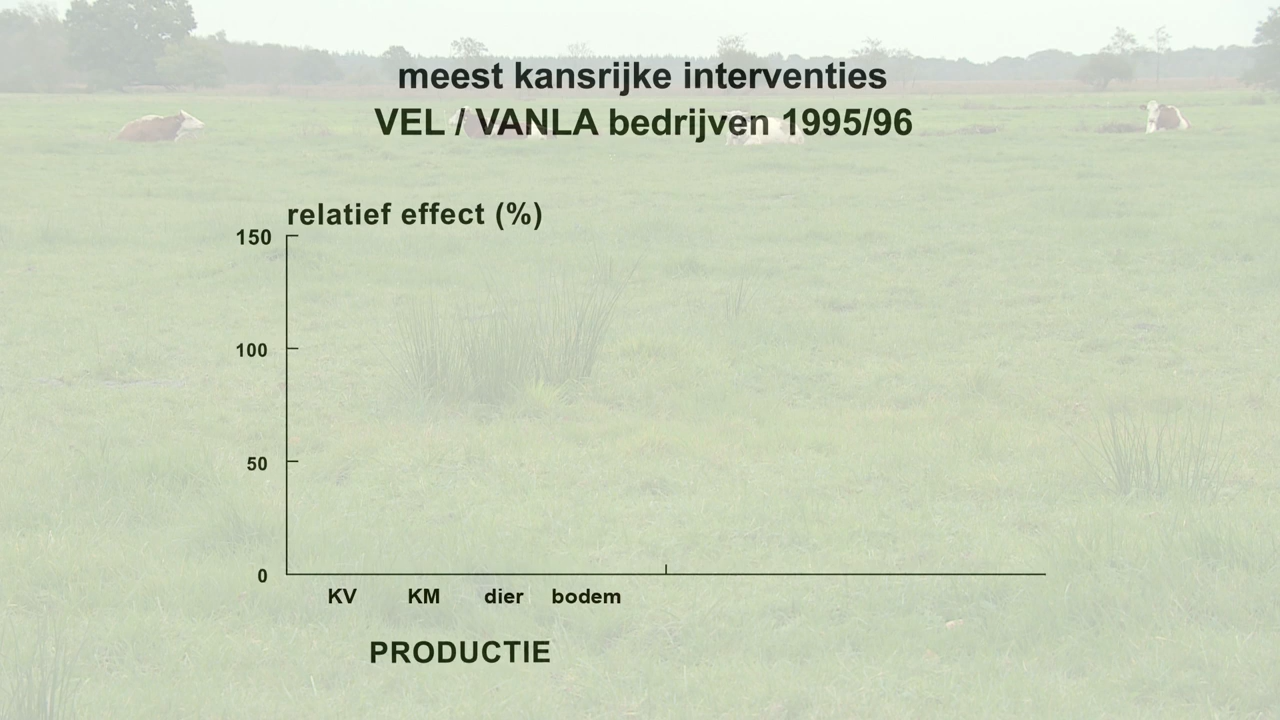 meest kansrijke interventies
VEL / VANLA bedrijven 1995/96
relatief effect (%)
150
100
50
0
KV KM dier bodem
PRODUCTIE